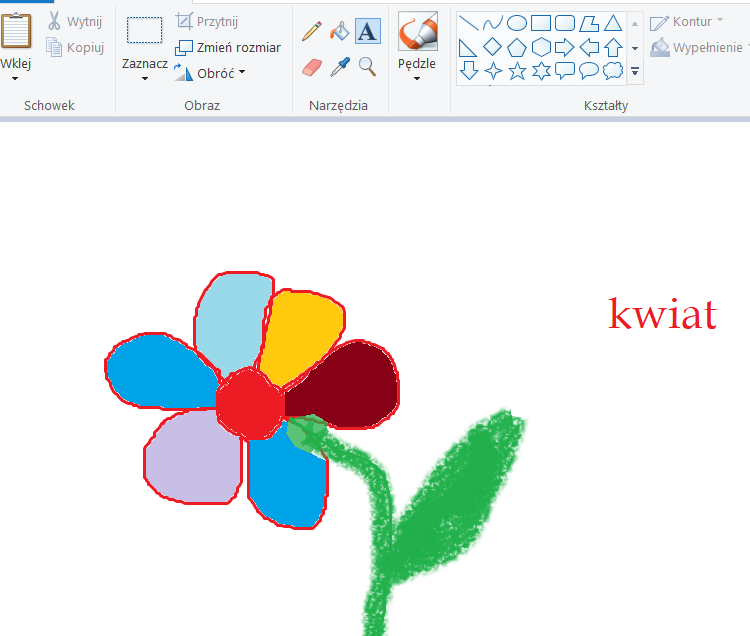 Wklej
Wytnij
Kopiuj
Schowek
Zaznacz
Przytnij
Zmień rozmiar
Obróć
Obraz
A
Narzędzia
Pędzle
Kształty
Kontur
Wypełnienie
kwiat